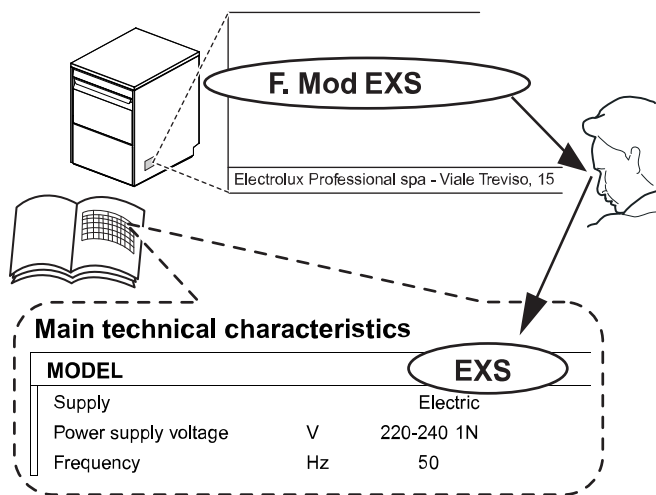 F. Mod EXS
Electrolux Professional spa - Viale Treviso, 15
Main technical characteristics
MODEL EXS
Supply Electric
Power supply voltage V 220-240 1N
Frequency Hz 50